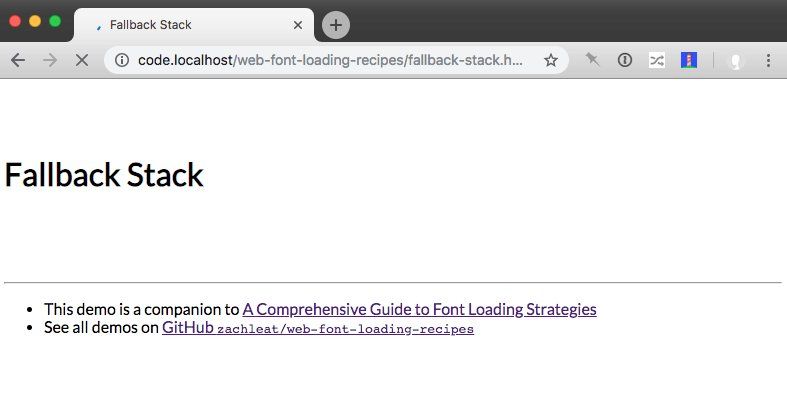 Fallback Stack
code.localhost/web-font-loading-recipes/fallback-stack.h...
Fallback Stack
This demo is a companion to A Comprehensive Guide to Font Loading Strategies
See all demos on GitHub zachleat/web-font-loading-recipes